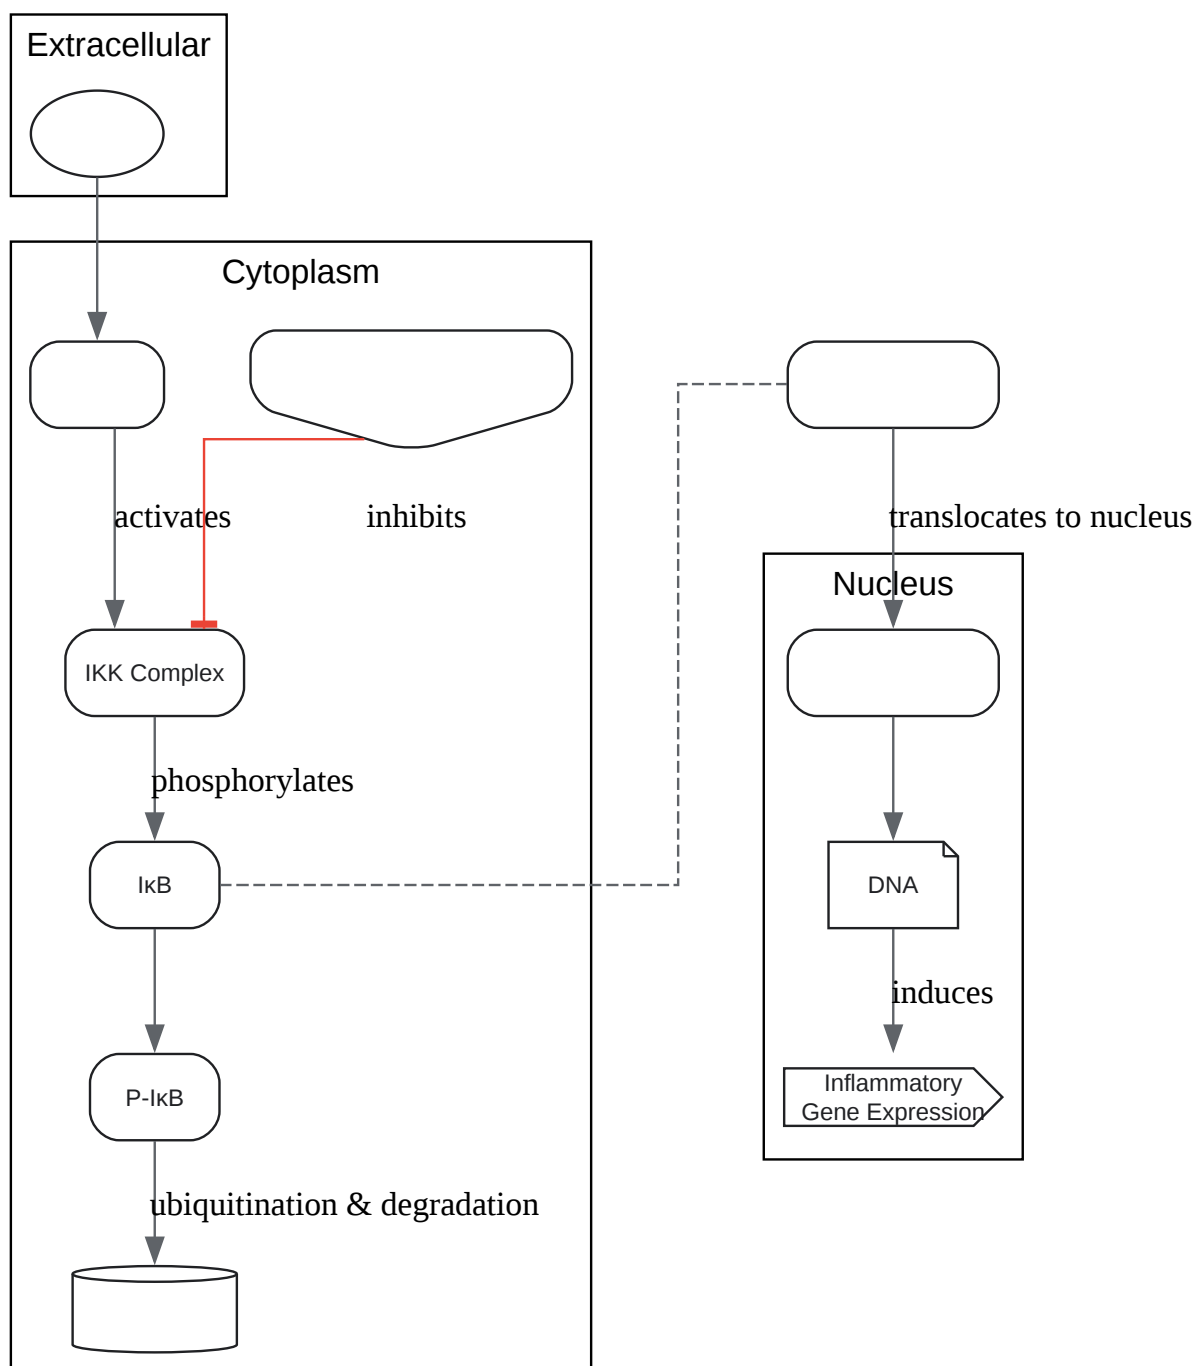 Extracellular
Cytoplasm
activates
inhibits
translocates to nucleus
Nucleus
IKK Complex
phosphorylates
IκB
DNA
induces
P-IκB
Inflammatory
Gene Expression
ubiquitination & degradation